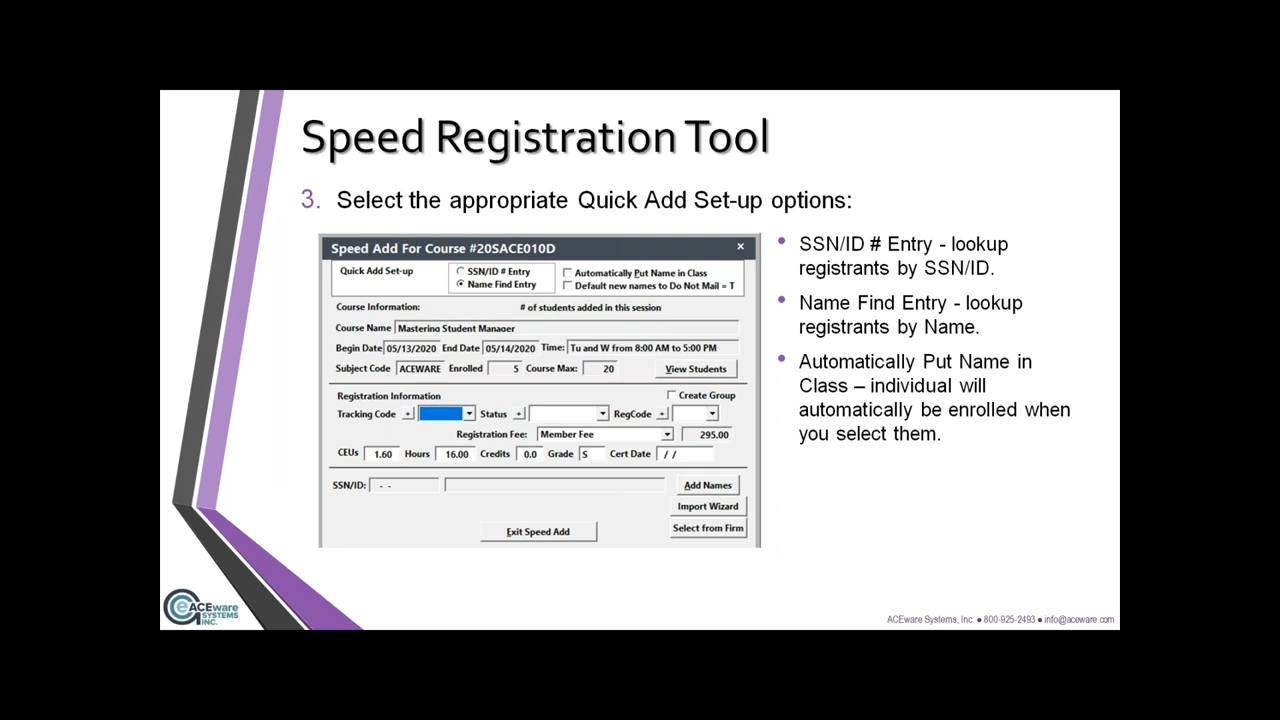 Speed Registration Tool
3. Select the appropriate Quick Add Set-up options:
Speed Add For Course #20SACE010D ×
Quick Add Set-up SSN/ID # Entry Automatically Put Name in Class
Name Find Entry Default new names to Do Not Mail = T
Course Information: # of students added in this session
Course Name Mastering Student Manager
Begin Date 05/13/2020 End Date 05/14/2020 Time: Tu and W from 8:00 AM to 5:00 PM
Subject Code ACEWARE Enrolled 5 Course Max: 20 View Students
Registration Information Create Group
Tracking Code + Status + RegCode +
Registration Fee: Member Fee 295.00
CEUs 1.60 Hours 16.00 Credits 0.0 Grade S Cert Date / /
SSN/ID: - - Add Names
Import Wizard
Exit Speed Add Select from Firm
• SSN/ID # Entry - lookup
registrants by SSN/ID.
• Name Find Entry - lookup
registrants by Name.
• Automatically Put Name in
Class – individual will
automatically be enrolled when
you select them.
ACEware
SYSTEMS
INC.
ACEware Systems, Inc. ● 800-925-2493 ● info@aceware.com